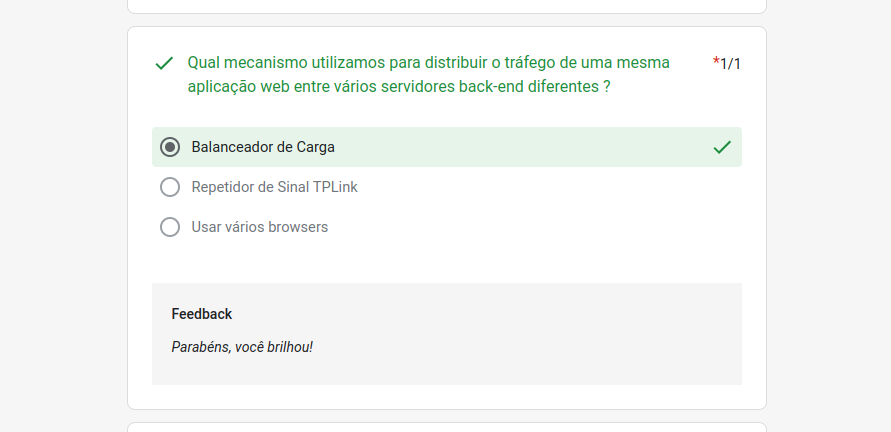 Qual mecanismo utilizamos para distribuir o tráfego de uma mesma
*1/1
aplicação web entre vários servidores back-end diferentes ?
Balanceador de Carga
Repetidor de Sinal TPLink
Usar vários browsers
Feedback
Parabéns, você brilhou!